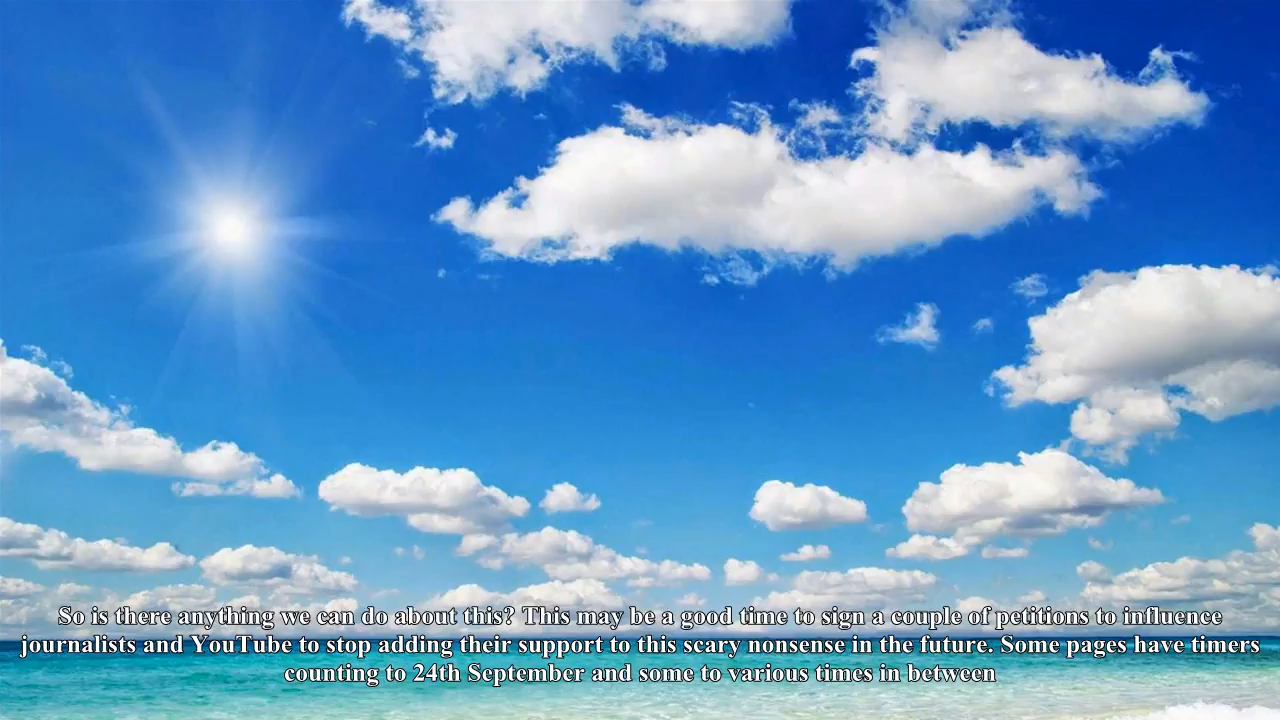 So is there anything we can do about this? This may be a good time to sign a couple of petitions to influence
journalists and YouTube to stop adding their support to this scary nonsense in the future. Some pages have timers
counting to 24th September and some to various times in between